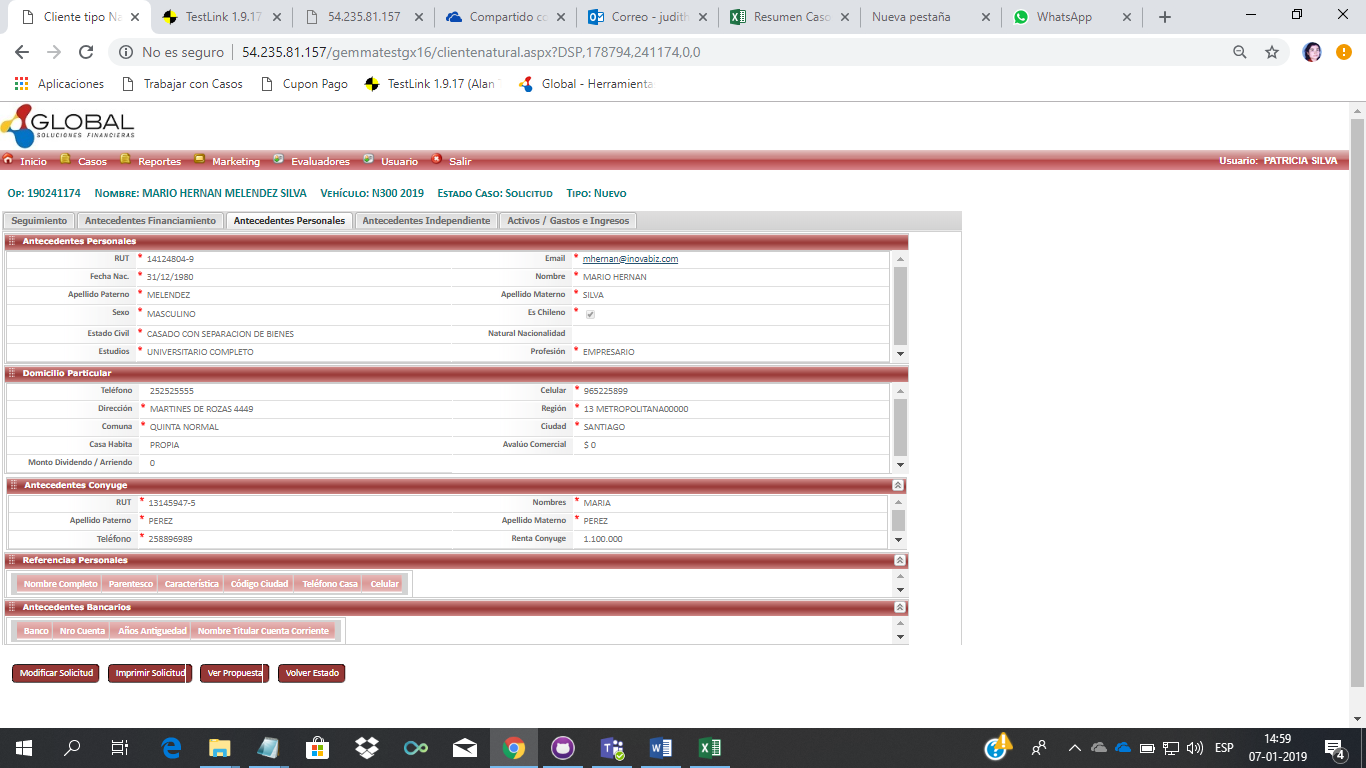 Cliente tipo Na
TestLink 1.9.17
54.235.81.157
Compartido co
Correo - judith
Resumen Caso
Nueva pestaña
WhatsApp
No es seguro 54.235.81.157/gemmatestgx16/clientenatural.aspx?DSP,178794,241174,0,0
Aplicaciones Trabajar con Casos Cupon Pago TestLink 1.9.17 (Alan Global - Herramienta
GLOBAL
SOLUCIONES FINANCIERAS
Inicio Casos Reportes Marketing Evaluadores Usuario Salir Usuario: PATRICIA SILVA
Op: 190241174 Nombre: MARIO HERNAN MELENDEZ SILVA Vehículo: N300 2019 Estado Caso: Solicitud Tipo: Nuevo
Seguimiento Antecedentes Financiamiento Antecedentes Personales Antecedentes Independiente Activos / Gastos e Ingresos
Antecedentes Personales
RUT * 14124804-9 Email * mhernan@inovabiz.com
Fecha Nac. * 31/12/1980 Nombre * MARIO HERNAN
Apellido Paterno * MELENDEZ Apellido Materno * SILVA
Sexo * MASCULINO Es Chileno *
Estado Civil * CASADO CON SEPARACION DE BIENES Natural Nacionalidad
Estudios * UNIVERSITARIO COMPLETO Profesión * EMPRESARIO
Domicilio Particular
Teléfono 252525555 Celular * 965225899
Dirección * MARTINES DE ROZAS 4449 Región * 13 METROPOLITANA00000
Comuna * QUINTA NORMAL Ciudad * SANTIAGO
Casa Habita PROPIA Avalúo Comercial $ 0
Monto Dividendo / Arriendo 0
Antecedentes Conyuge
RUT * 13145947-5 Nombres * MARIA
Apellido Paterno * PEREZ Apellido Materno * PEREZ
Teléfono * 258896989 Renta Conyuge 1.100.000
Referencias Personales
Nombre Completo Parentesco Característica Código Ciudad Teléfono Casa Celular
Antecedentes Bancarios
Banco Nro Cuenta Años Antiguedad Nombre Titular Cuenta Corriente
Modificar Solicitud Imprimir Solicitud Ver Propuesta Volver Estado
ESP
14:59
07-01-2019
4